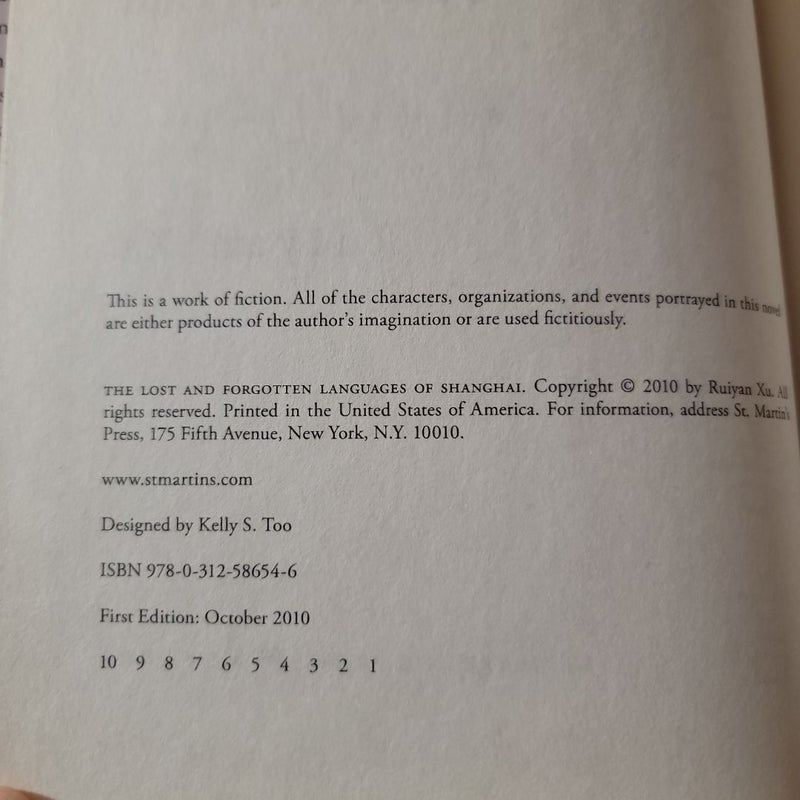 This is a work of fiction. All of the characters, organizations, and events portrayed in this novel
are either products of the author's imagination or are used fictitiously.
THE LOST AND FORGOTTEN LANGUAGES OF SHANGHAI. Copyright © 2010 by Ruiyan Xu. All
rights reserved. Printed in the United States of America. For information, address St. Martin's
Press, 175 Fifth Avenue, New York, N.Y. 10010.
www.stmartins.com
Designed by Kelly S. Too
ISBN 978-0-312-58654-6
First Edition: October 2010
10 9 8 7 6 5 4 3 2 1